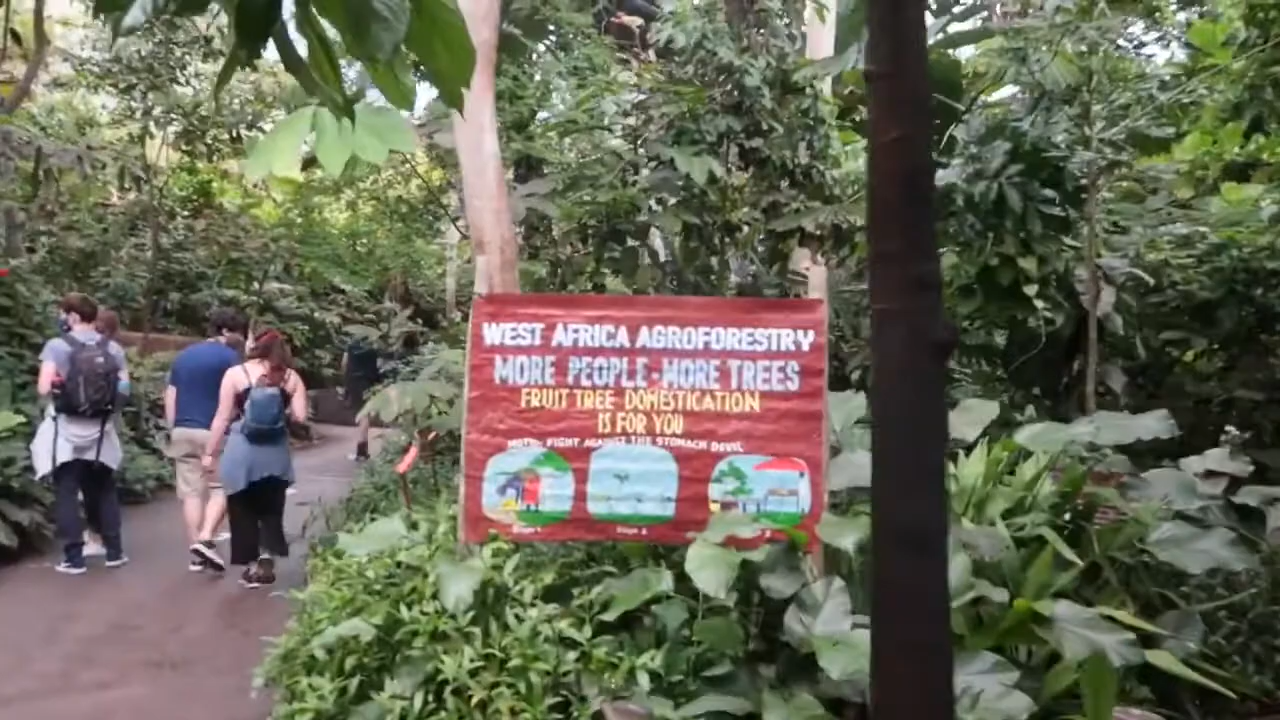 WEST AFRICA AGROFORESTRY
MORE PEOPLE-MORE TREES
FRUIT TREE DOMESTICATION
IS FOR YOU
FIGHT AGAINST THE STOMACH DEVIL